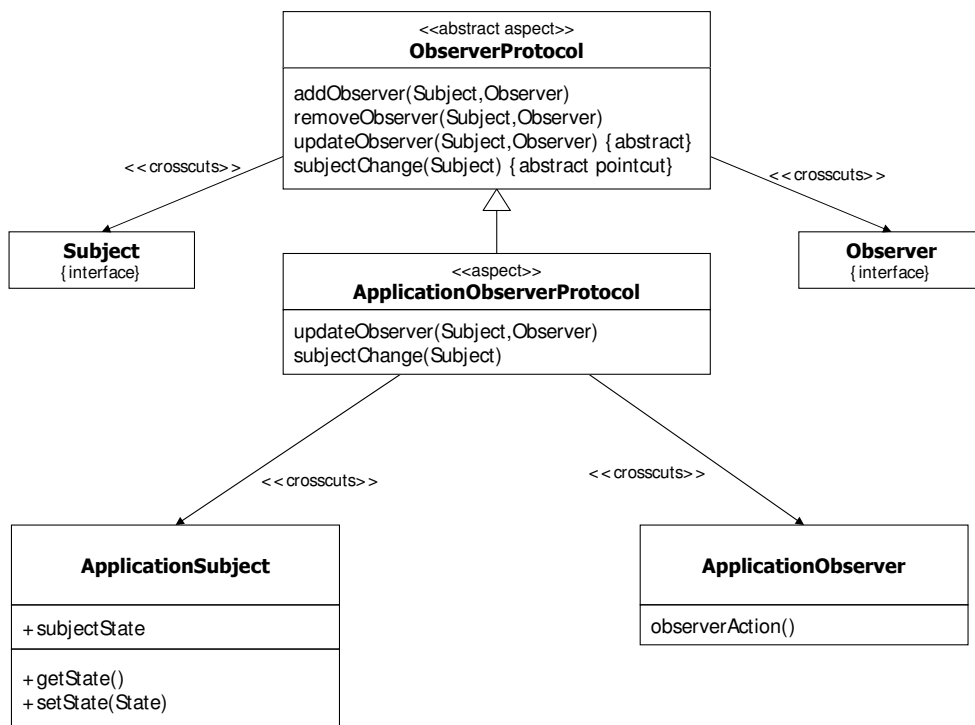 <<abstract aspect>>
ObserverProtocol
addObserver(Subject,Observer)
removeObserver(Subject,Observer)
updateObserver(Subject,Observer) {abstract}
subjectChange(Subject) {abstract pointcut}
<<crosscuts>>
<<crosscuts>>
Subject
{interface}
Observer
{interface}
<<aspect>>
ApplicationObserverProtocol
updateObserver(Subject,Observer)
subjectChange(Subject)
<<crosscuts>>
<<crosscuts>>
ApplicationSubject
+subjectState
+getState()
+setState(State)
ApplicationObserver
observerAction()